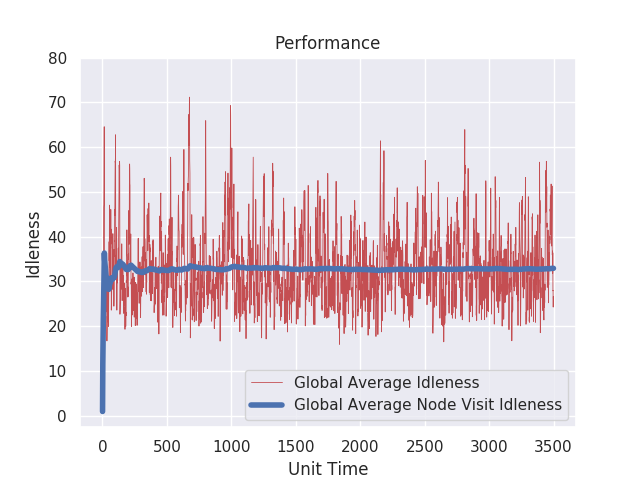 Performance
Idleness
80
70
60
50
40
30
20
10
0
0 500 1000 1500 2000 2500 3000 3500
Unit Time
Global Average Idleness
Global Average Node Visit Idleness